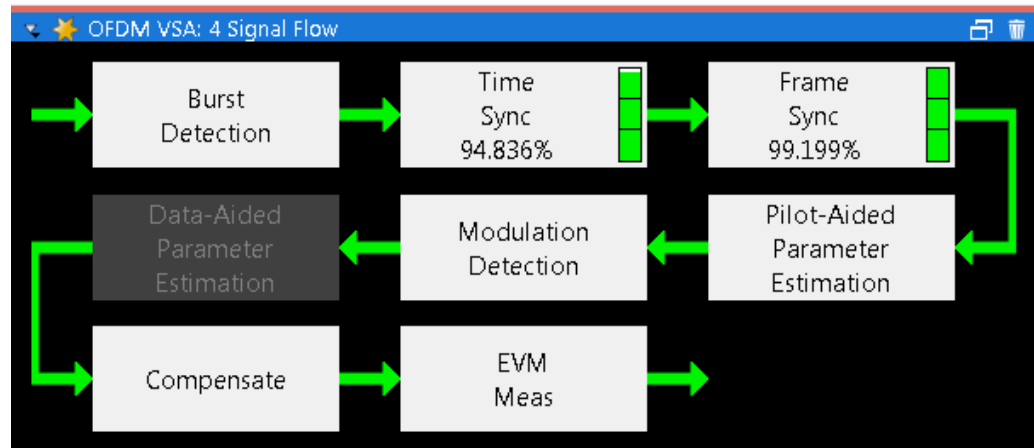 OFDM VSA: 4 Signal Flow
Burst
Detection
Time
Sync
94.836%
Frame
Sync
99.199%
Data-Aided
Parameter
Estimation
Modulation
Detection
Pilot-Aided
Parameter
Estimation
Compensate
EVM
Meas